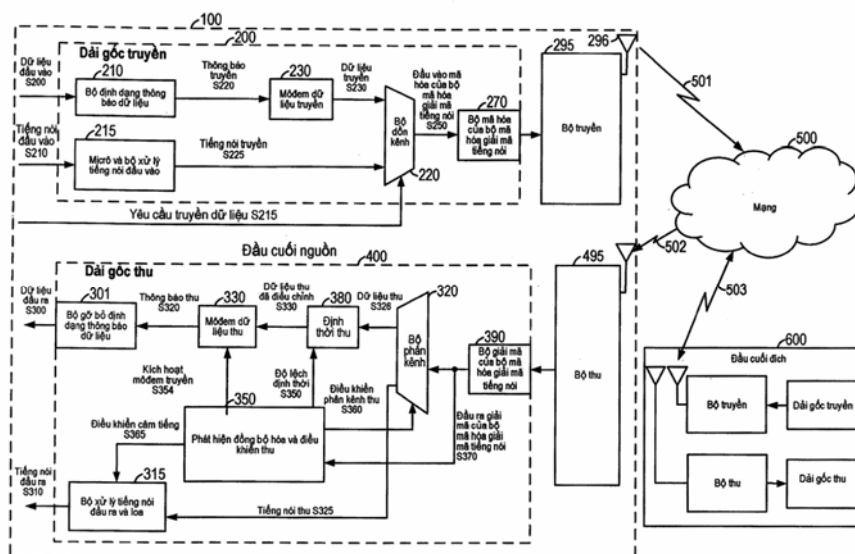 100
200
Dải gốc truyền
Dữ liệu
đầu vào
S200
210
Bộ định dạng thông
báo dữ liệu
Thông báo
truyền
S220
230
Môđem dữ
liệu truyền
Dữ liệu
truyền
S230
Đầu vào mã
hóa của bộ
mã hóa
giải mã
tiếng nói
S250
270
Bộ mã hóa
của bộ mã
hóa giải mã
tiếng nói
295
Bộ truyền
296
501
Tiếng nói
đầu vào
S210
215
Micrô và bộ xử lý
tiếng nói đầu vào
Tiếng nói truyền
S225
Bộ
dồn
kênh
220
Yêu cầu truyền dữ liệu S215
500
Mạng
502
503
Đầu cuối nguồn
400
Dải gốc thu
Dữ liệu
đầu ra
S300
301
Bộ gỡ bỏ định
dạng thông báo
dữ liệu
Thông báo thu
S320
330
Môđem dữ
liệu thu
Dữ liệu thu
đã điều chỉnh
S330
380
Định
thời thu
Dữ liệu thu
S326
320
Bộ
phân
kênh
390
Bộ giải mã
của bộ mã
hóa giải mã
tiếng nói
495
Bộ thu
Kích hoạt
môđem truyền
S354
350
Độ lệch
định thời
S350
Điều khiển
phân kênh thu
S360
Phát hiện đồng bộ hóa và điều
khiển thu
Đầu ra giải
mã của bộ
mã hóa giải
mã tiếng nói
S370
Điều khiển câm tiếng
S365
Tiếng nói
đầu ra
S310
315
Bộ xử lý tiếng nói
đầu ra và loa
Tiếng nói thu S325
600
Đầu cuối đích
Bộ truyền
Dải gốc truyền
Bộ thu
Dải gốc thu